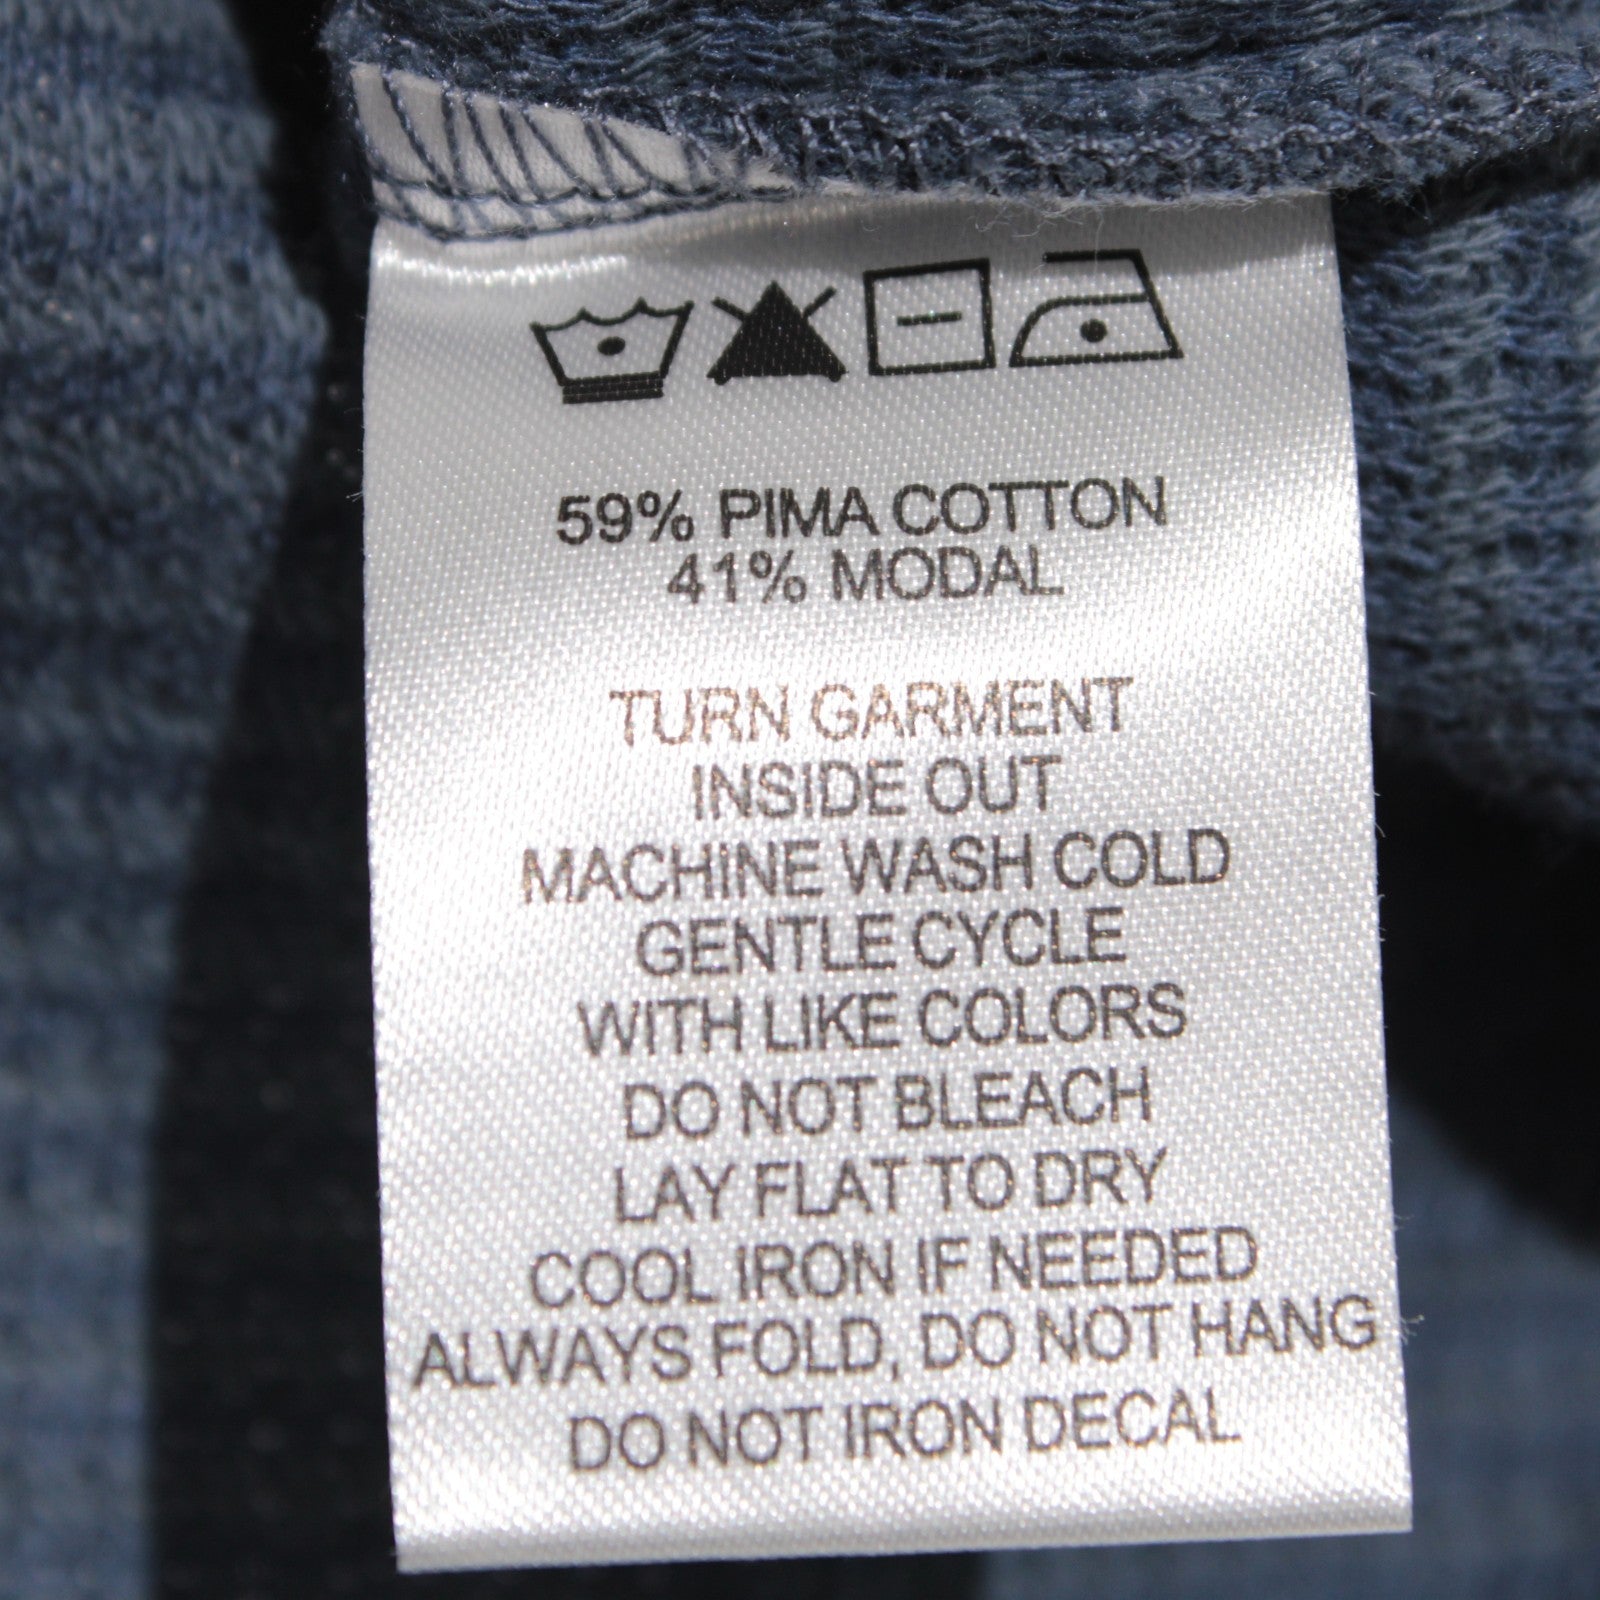 59% PIMA COTTON
41% MODAL
TURN GARMENT
INSIDE OUT
MACHINE WASH COLD
GENTLE CYCLE
WITH LIKE COLORS
DO NOT BLEACH
LAY FLAT TO DRY
COOL IRON IF NEEDED
ALWAYS FOLD, DO NOT HANG
DO NOT IRON DECAL